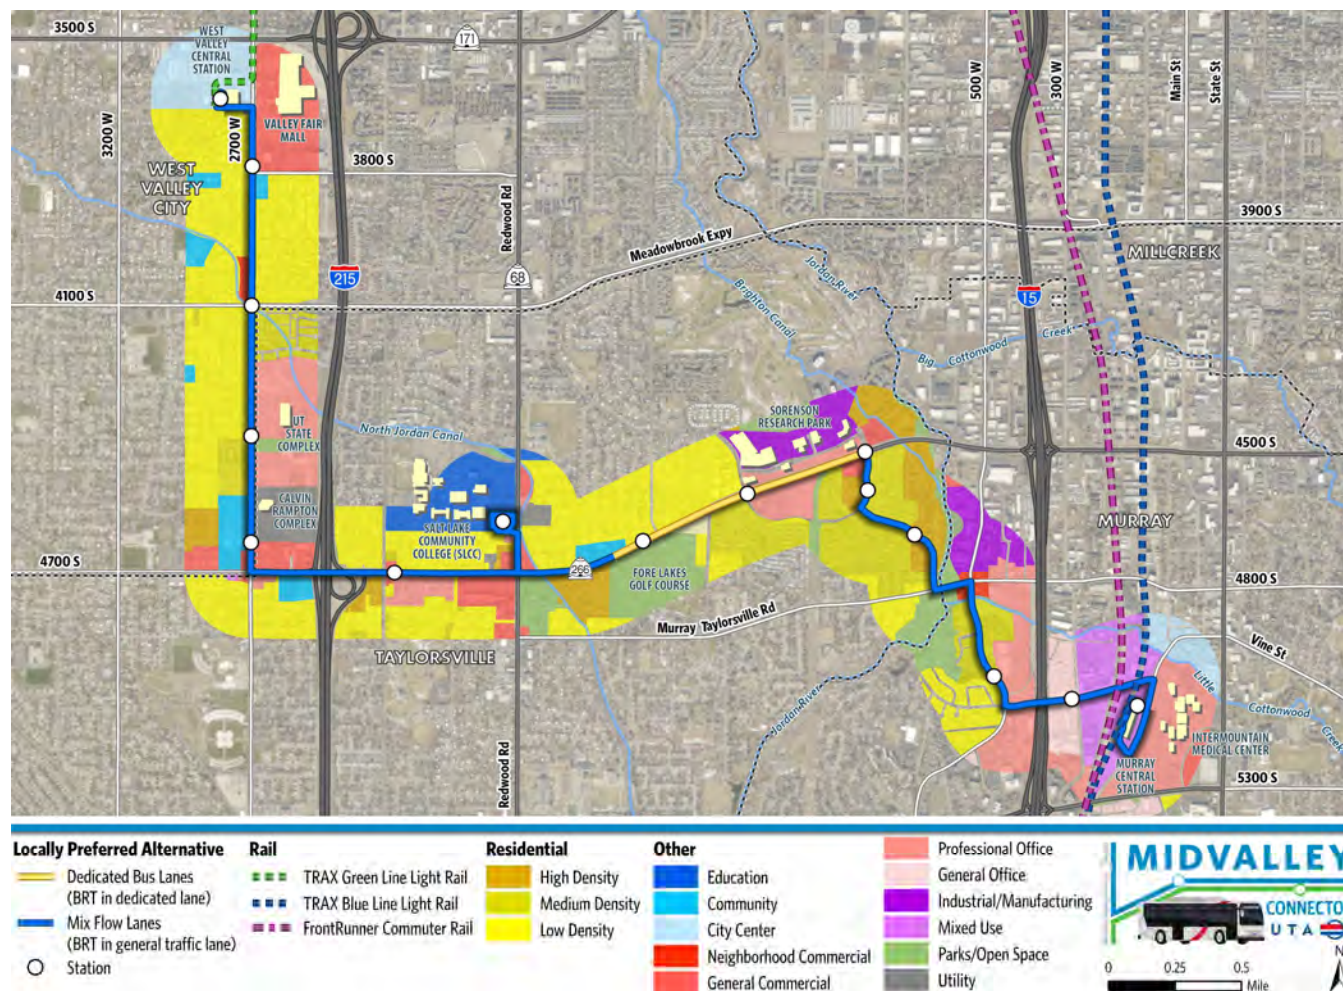 3500 S
WEST
VALLEY
CENTRAL
STATION
171
VALLEY FAIR
MALL
3200 W
2700 W
3800 S
WEST
VALLEY
CITY
Redwood Rd
68
215
Meadowbrook Expy
500 W
300 W
Main St
State St
3900 S
MILLCREEK
Jordan River
Brighton Canal
15
Big Cottonwood Creek
4100 S
UT
STATE
COMPLEX
North Jordan Canal
SORENSON
RESEARCH PARK
4500 S
CALVIN
RAMPTON
COMPLEX
SALT LAKE
COMMUNITY
COLLEGE (SLCC)
MURRAY
4700 S
266
FORE LAKES
GOLF COURSE
4800 S
Murray Taylorsville Rd
TAYLORSVILLE
Vine St
Jordan River
Little Cottonwood Creek
INTERMOUNTAIN
MEDICAL CENTER
MURRAY
CENTRAL
STATION
Redwood Rd
5300 S
Locally Preferred Alternative
Dedicated Bus Lanes
(BRT in dedicated lane)
Mix Flow Lanes
(BRT in general traffic lane)
Station
Rail
TRAX Green Line Light Rail
TRAX Blue Line Light Rail
FrontRunner Commuter Rail
Residential
High Density
Medium Density
Low Density
Other
Education
Community
City Center
Neighborhood Commercial
General Commercial
Professional Office
General Office
Industrial/Manufacturing
Mixed Use
Parks/Open Space
Utility
MIDVALLEY
CONNECTO
UTA
N
0 0.25 0.5
Mile